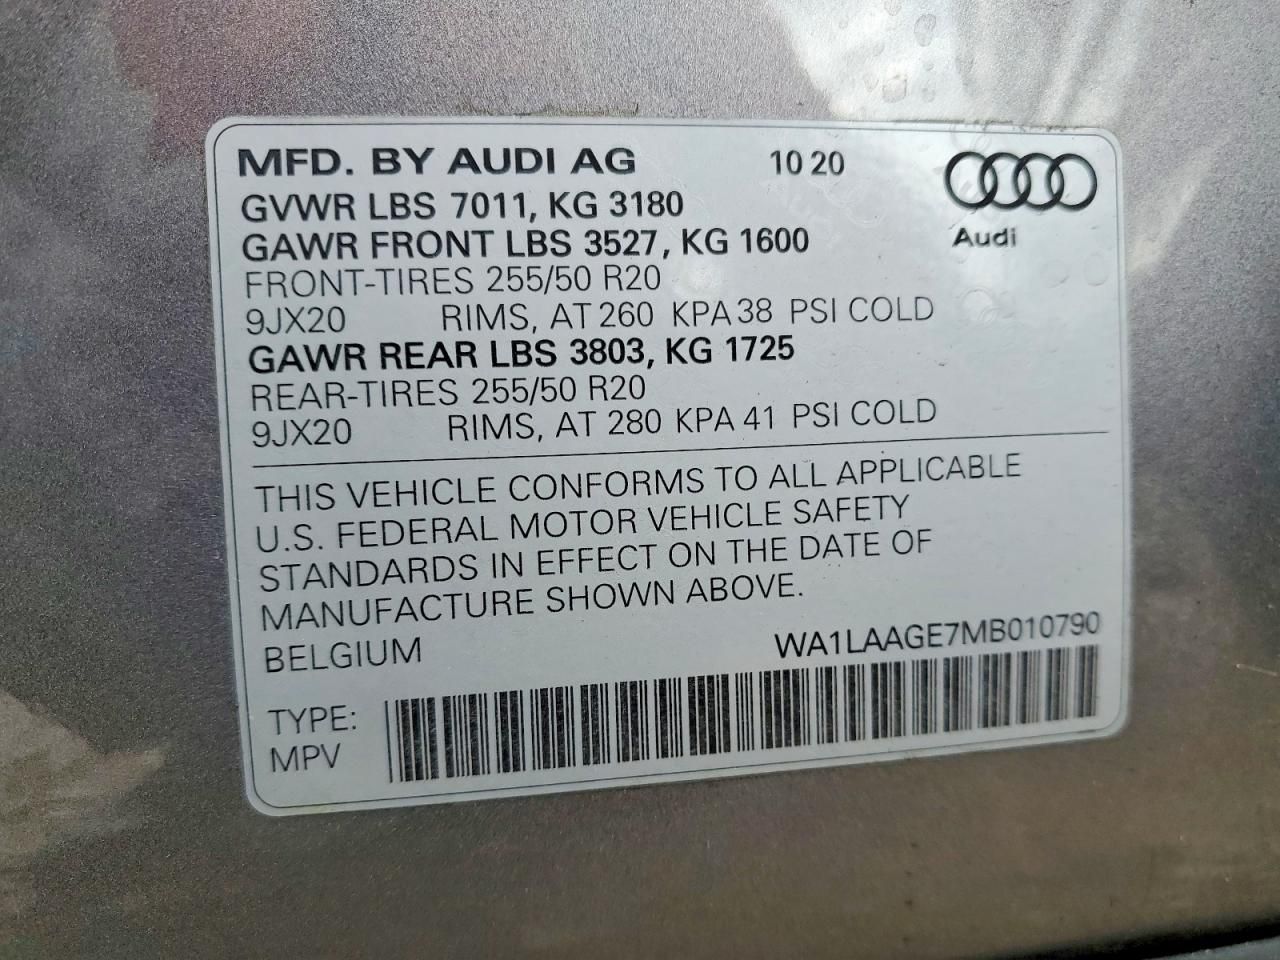 MFD. BY AUDI AG 10 20
GVWR LBS 7011, KG 3180
GAWR FRONT LBS 3527, KG 1600
Audi
FRONT-TIRES 255/50 R20
9JX20 RIMS, AT 260 KPA 38 PSI COLD
GAWR REAR LBS 3803, KG 1725
REAR-TIRES 255/50 R20
9JX20 RIMS, AT 280 KPA 41 PSI COLD
THIS VEHICLE CONFORMS TO ALL APPLICABLE
U.S. FEDERAL MOTOR VEHICLE SAFETY
STANDARDS IN EFFECT ON THE DATE OF
MANUFACTURE SHOWN ABOVE.
BELGIUM WA1LAAGE7MB010790
TYPE:
MPV